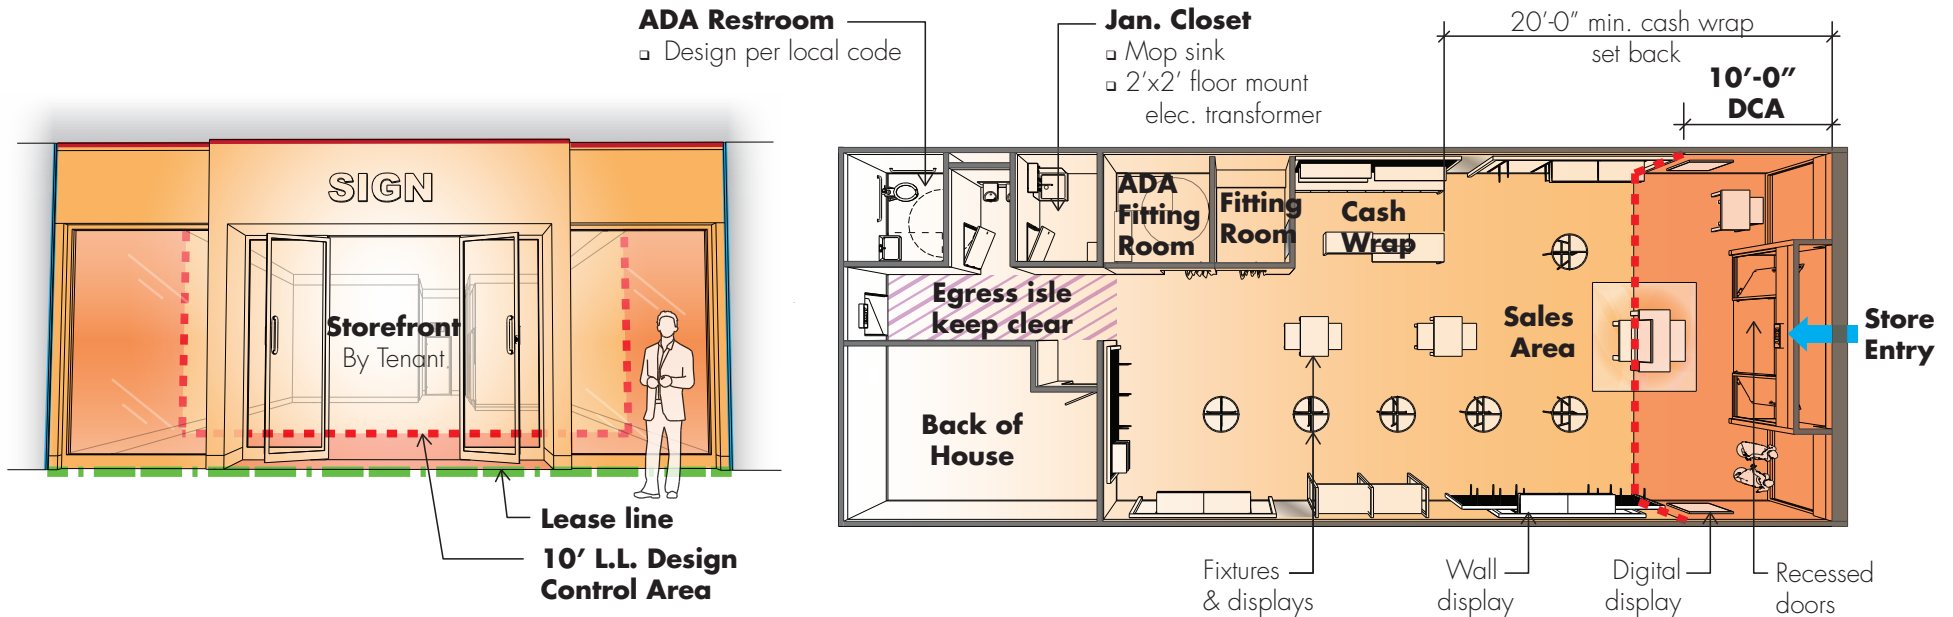 ADA Restroom
▫ Design per local code
Jan. Closet
▫ Mop sink
▫ 2’x2’ floor mount
elec. transformer
20’-0” min. cash wrap
set back
10’-0”
DCA
SIGN
Storefront
By Tenant
Lease line
10’ L.L. Design
Control Area
ADA
Fitting
Room
Fitting
Room
Cash
Wrap
Egress isle
keep clear
Sales
Area
Store
Entry
Back of
House
Fixtures
& displays
Wall
display
Digital
display
Recessed
doors